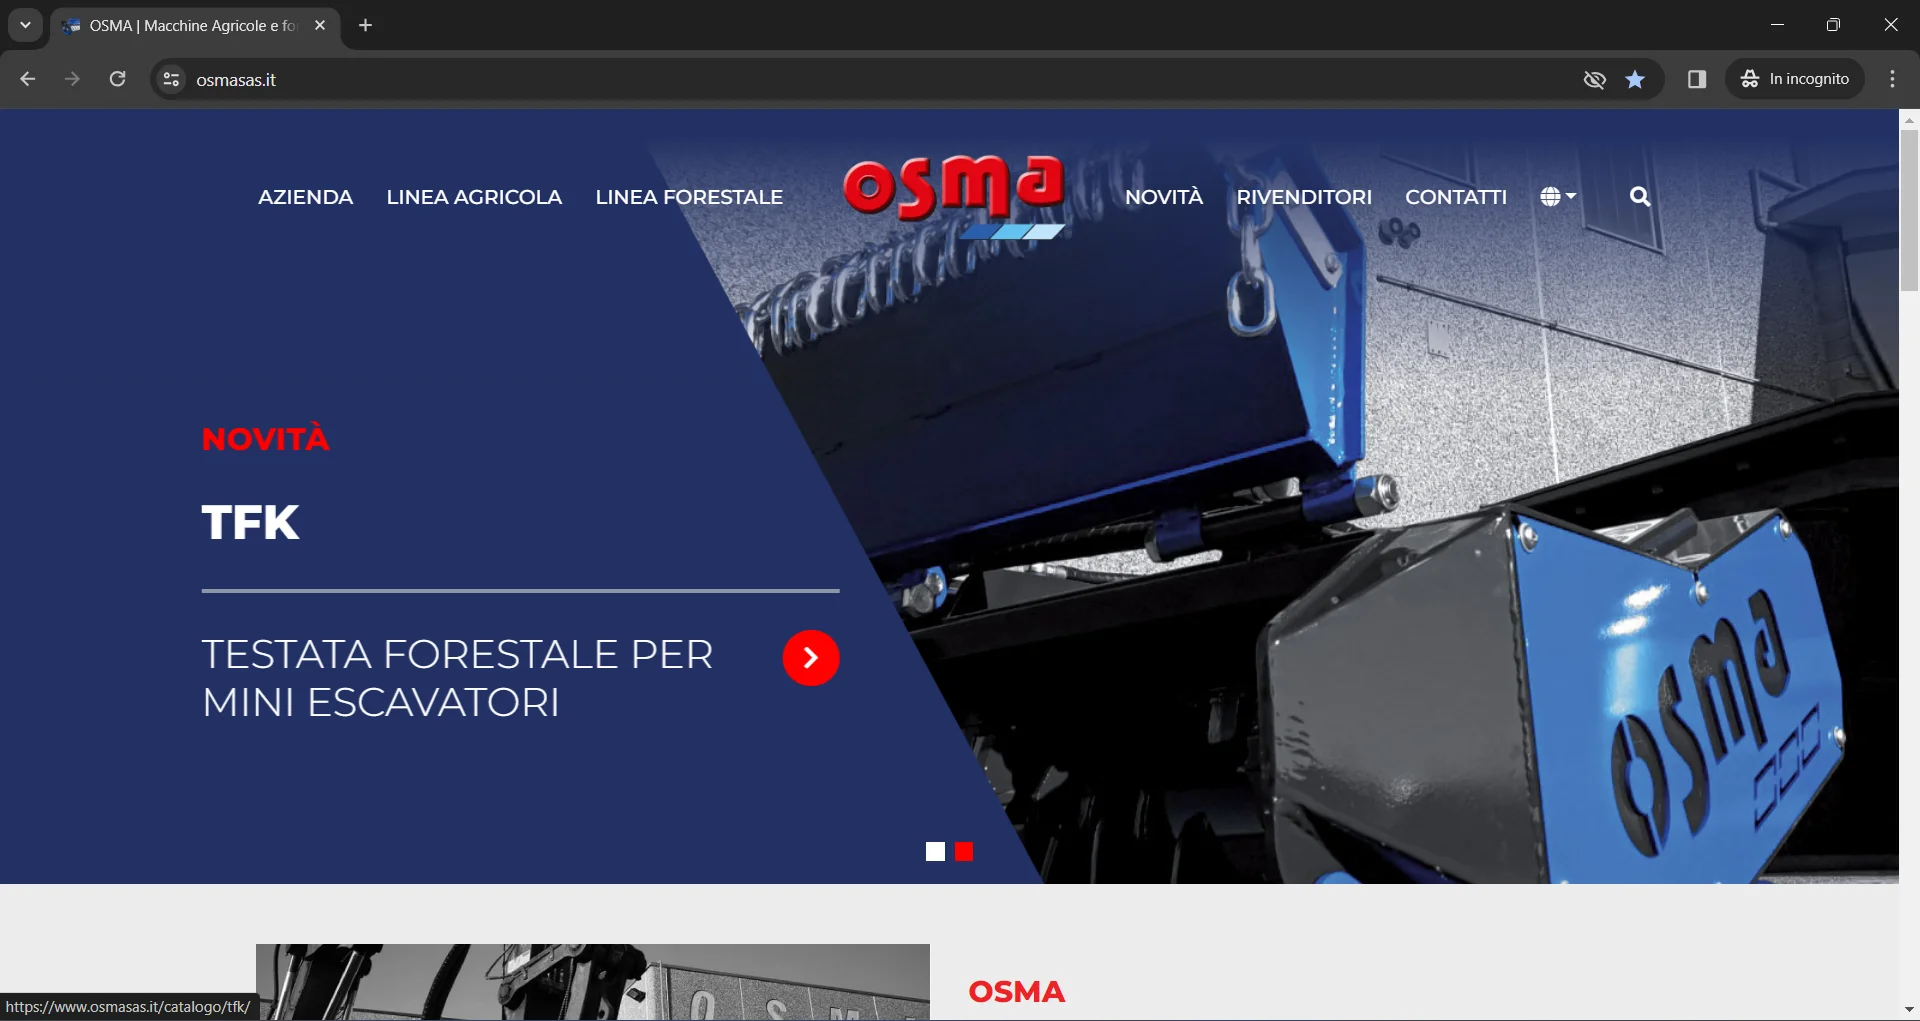 OSMA | Macchine Agricole e fo
osmasas.it
In incognito
AZIENDA
LINEA AGRICOLA
LINEA FORESTALE
osma
NOVITÀ
RIVENDITORI
CONTATTI
NOVITÀ
TFK
TESTATA FORESTALE PER
MINI ESCAVATORI
osma
OSMA
OSMA
https://www.osmasas.it/catalogo/tfk/